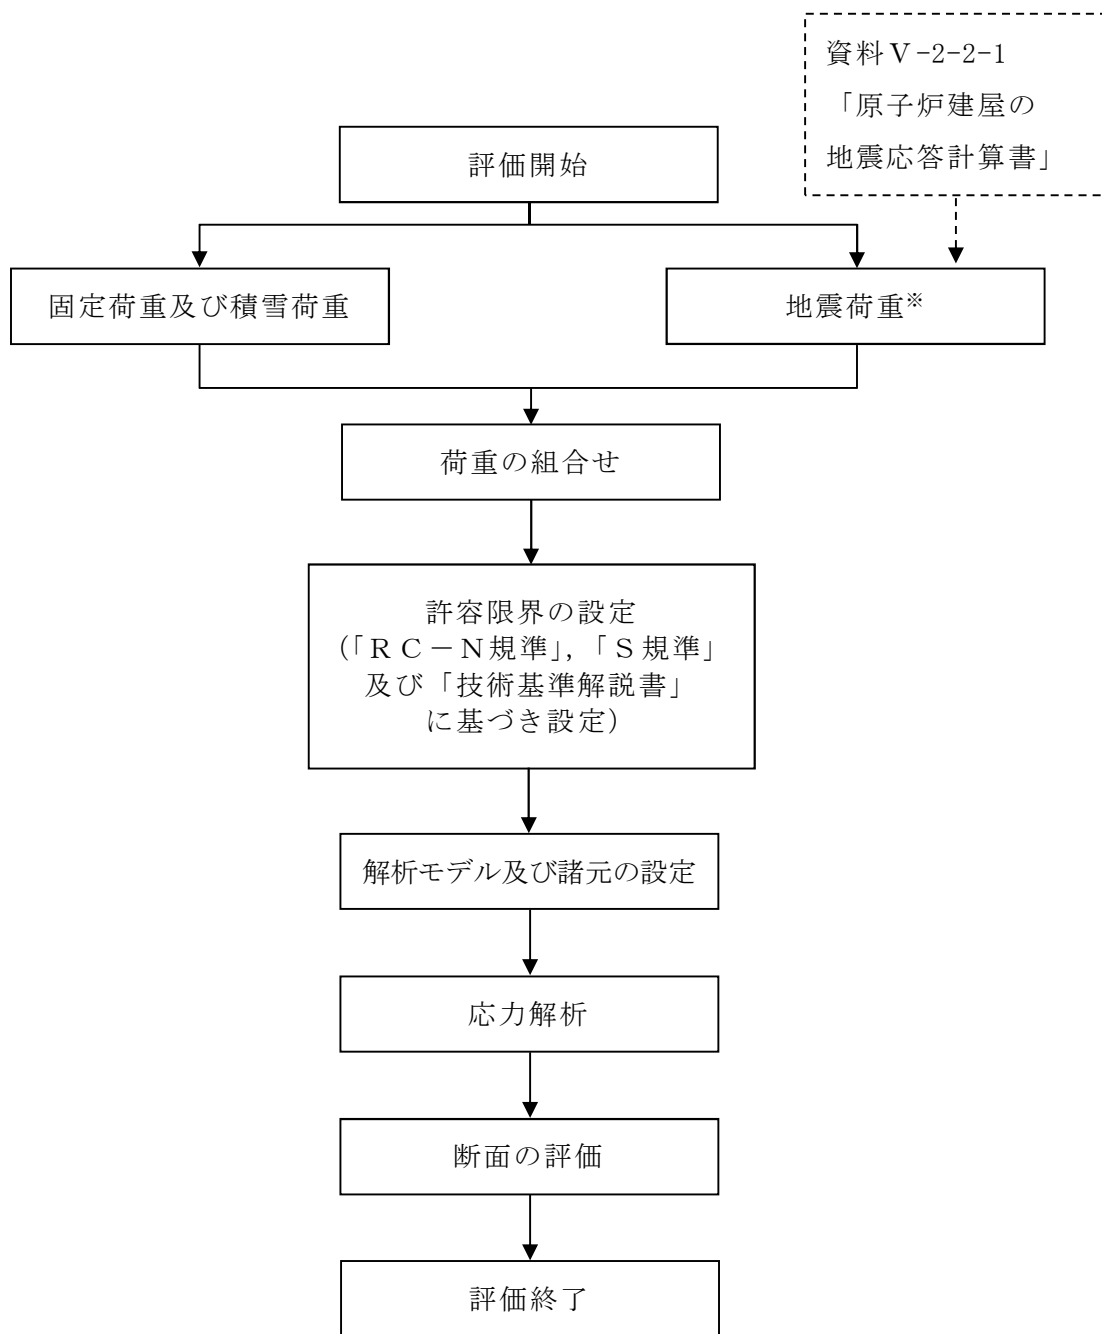 資料Ⅴ-2-2-1
「原子炉建屋の
地震応答計算書」
評価開始
固定荷重及び積雪荷重
地震荷重※
荷重の組合せ
許容限界の設定
(「ＲＣ－Ｎ規準」,「Ｓ規準」
及び「技術基準解説書」
に基づき設定)
解析モデル及び諸元の設定
応力解析
断面の評価
評価終了